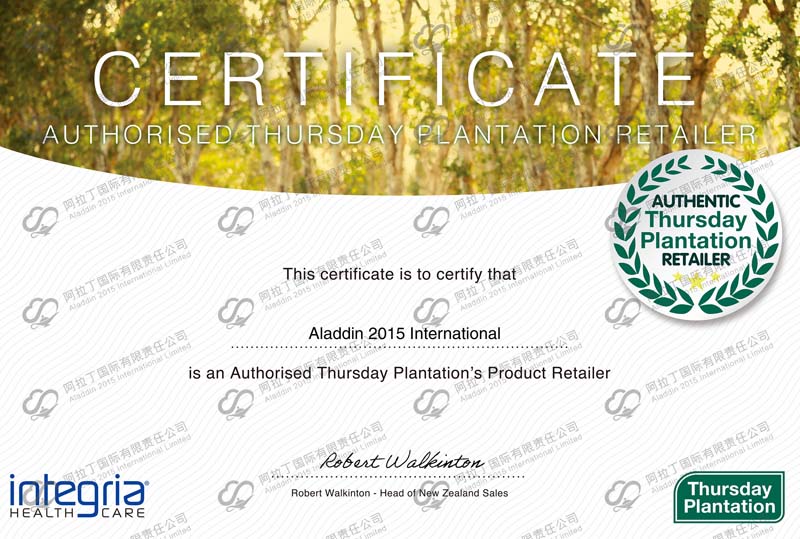 CERTIFICATE
AUTHORISED THURSDAY PLANTATION RETAILER
AUTHENTIC
Thursday
Plantation
RETAILER
This certificate is to certify that
Aladdin 2015 International
is an Authorised Thursday Plantation's Product Retailer
Robert Walkinton
Robert Walkinton - Head of New Zealand Sales
integria
HEALTHCARE
Thursday
Plantation
阿拉丁国际有限责任公司
Aladdin 2015 International Limited